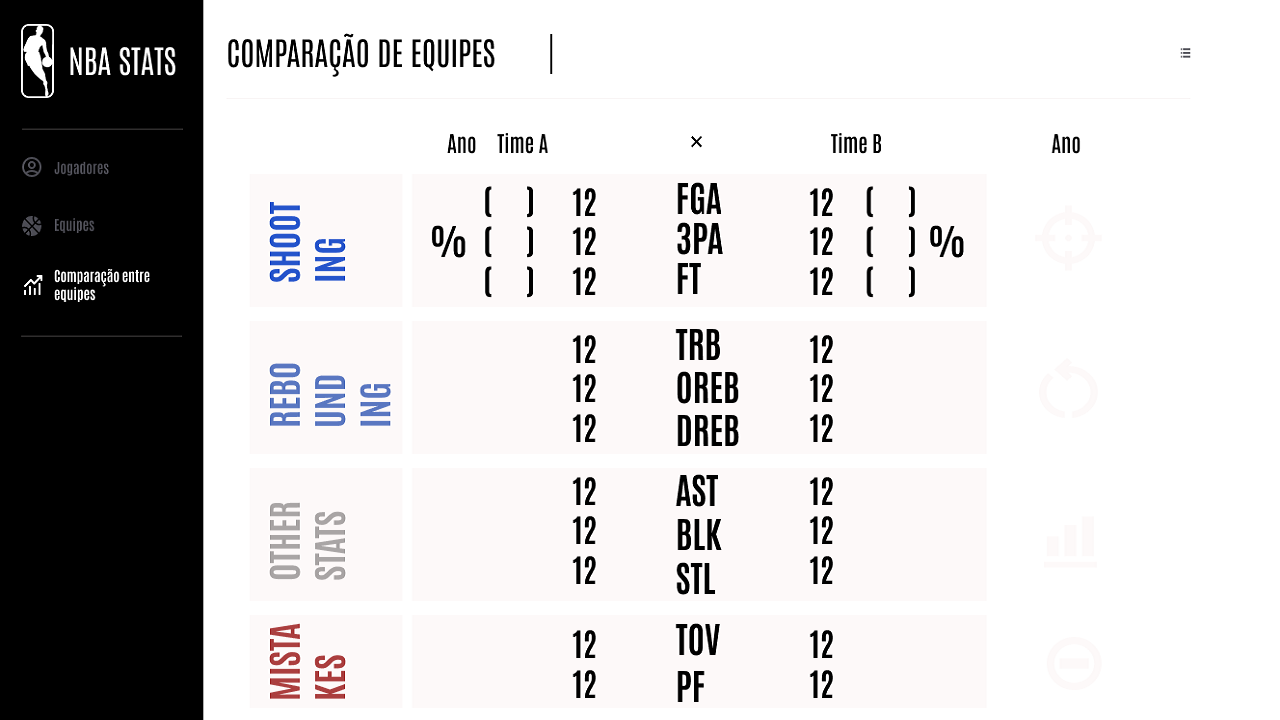 NBA STATS
Jogadores
Equipes
Comparação entre
equipes
COMPARAÇÃO DE EQUIPES
Ano Time A × Time B Ano
SHOOT
ING
( ) 12 FGA 12 ( )
% ( ) 12 3PA 12 ( ) %
( ) 12 FT 12 ( )
REBO
UND
ING
12 TRB 12
12 OREB 12
12 DREB 12
OTHER
STATS
12 AST 12
12 BLK 12
12 STL 12
MISTA
KES
12 TOV 12
12 PF 12